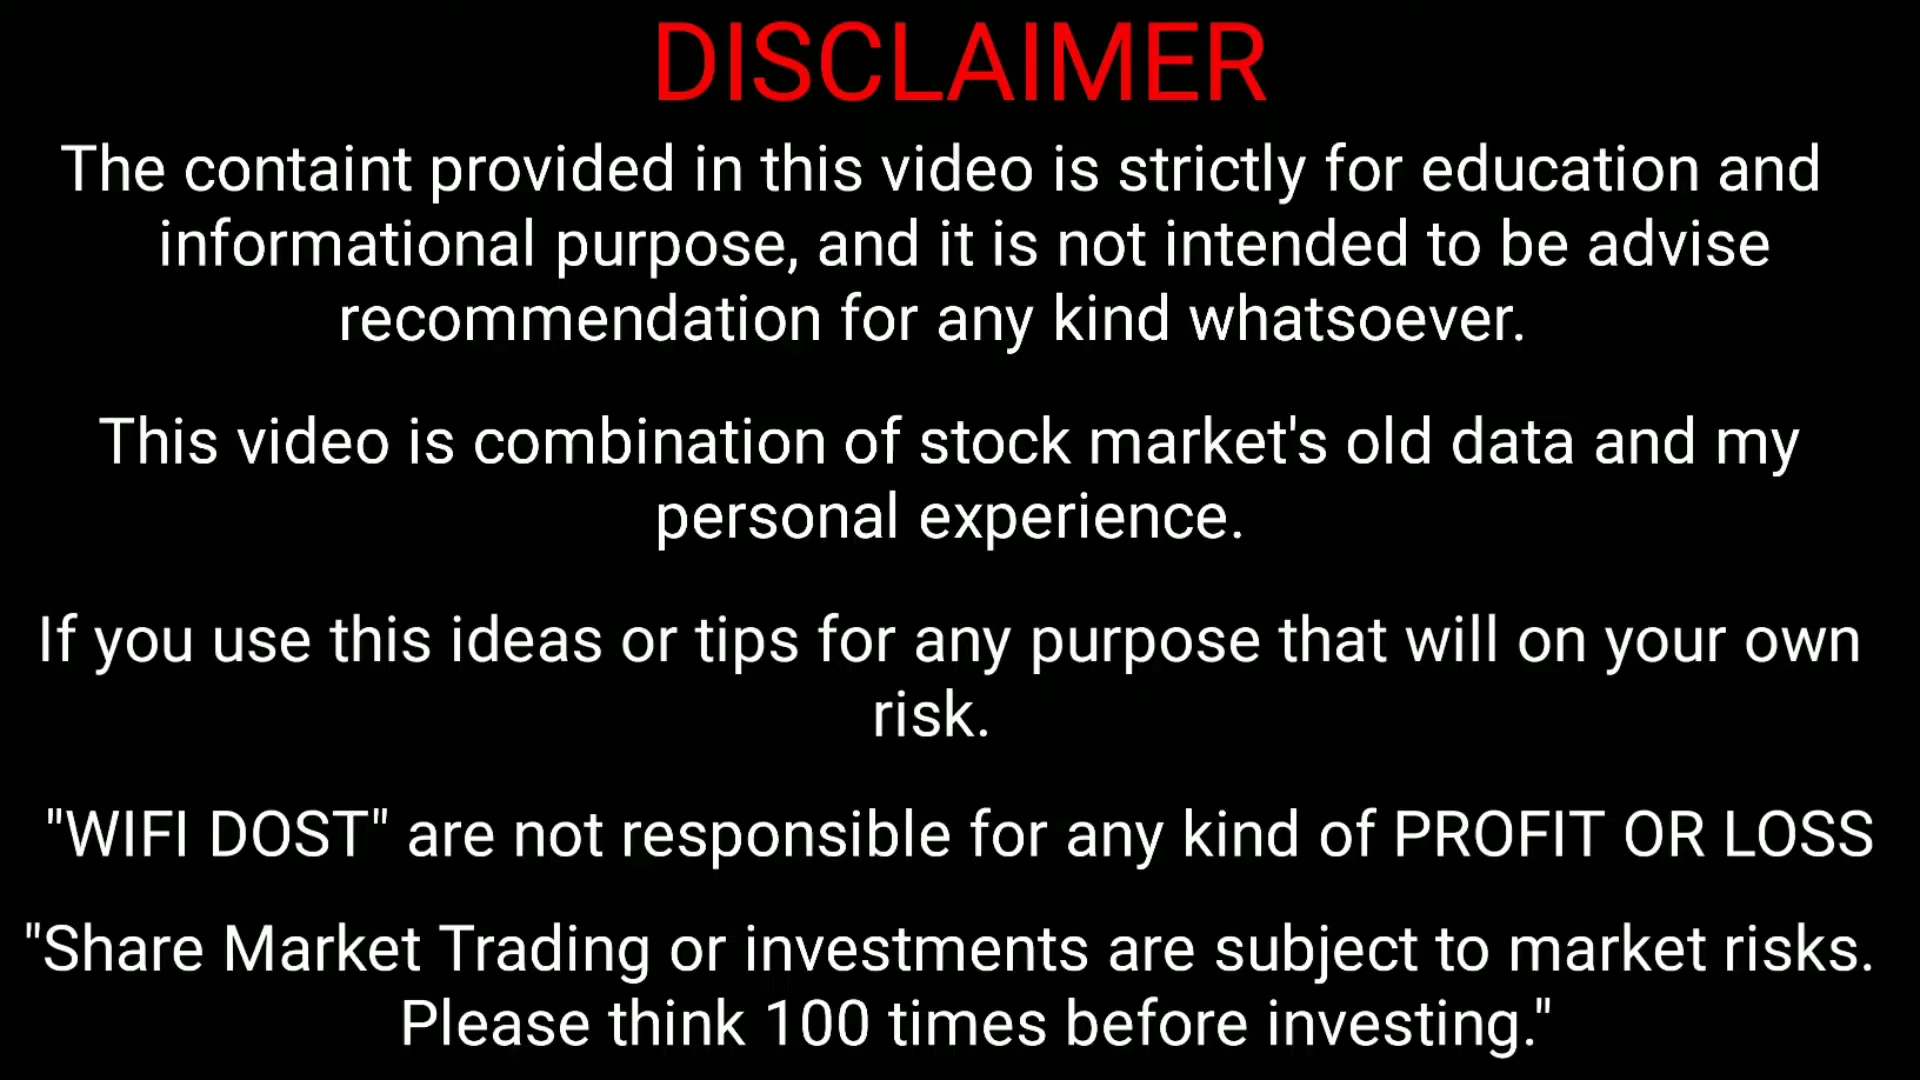 DISCLAIMER
The containt provided in this video is strictly for education and
informational purpose, and it is not intended to be advise
recommendation for any kind whatsoever.
This video is combination of stock market's old data and my
personal experience.
If you use this ideas or tips for any purpose that will on your own
risk.
"WIFI DOST" are not responsible for any kind of PROFIT OR LOSS
"Share Market Trading or investments are subject to market risks.
Please think 100 times before investing."